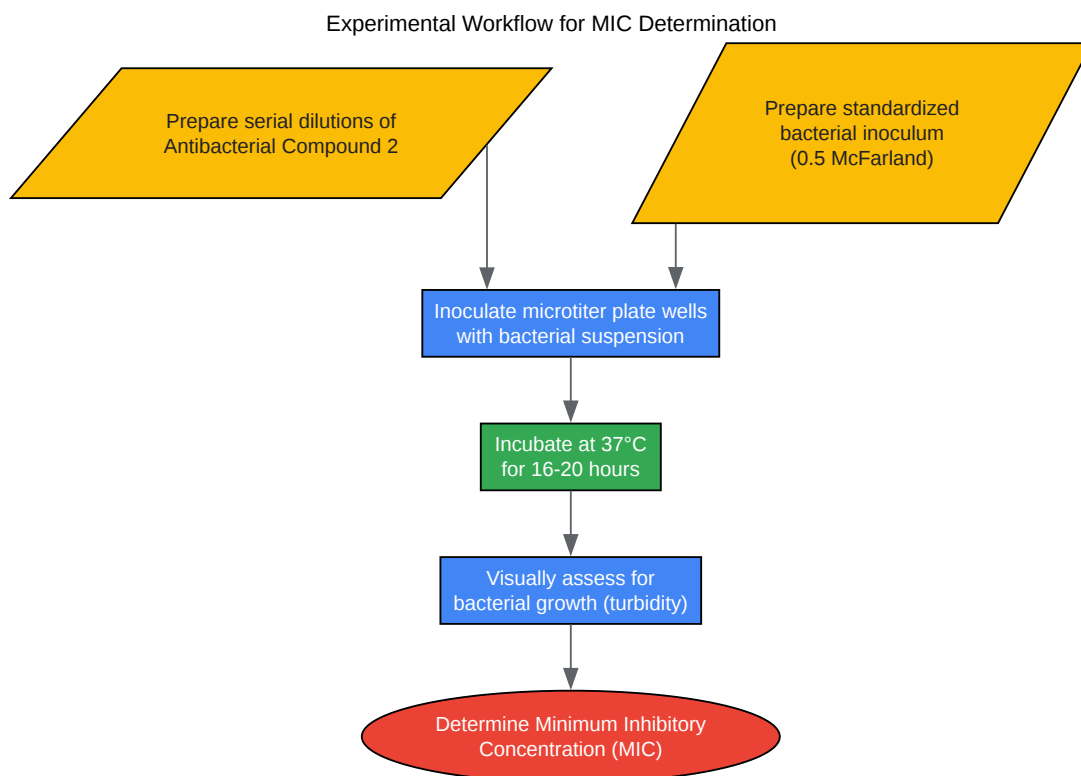 Experimental Workflow for MIC Determination
Prepare serial dilutions of
Antibacterial Compound 2
Prepare standardized
bacterial inoculum
(0.5 McFarland)
Inoculate microtiter plate wells
with bacterial suspension
Incubate at 37°C
for 16-20 hours
Visually assess for
bacterial growth (turbidity)
Determine Minimum Inhibitory
Concentration (MIC)